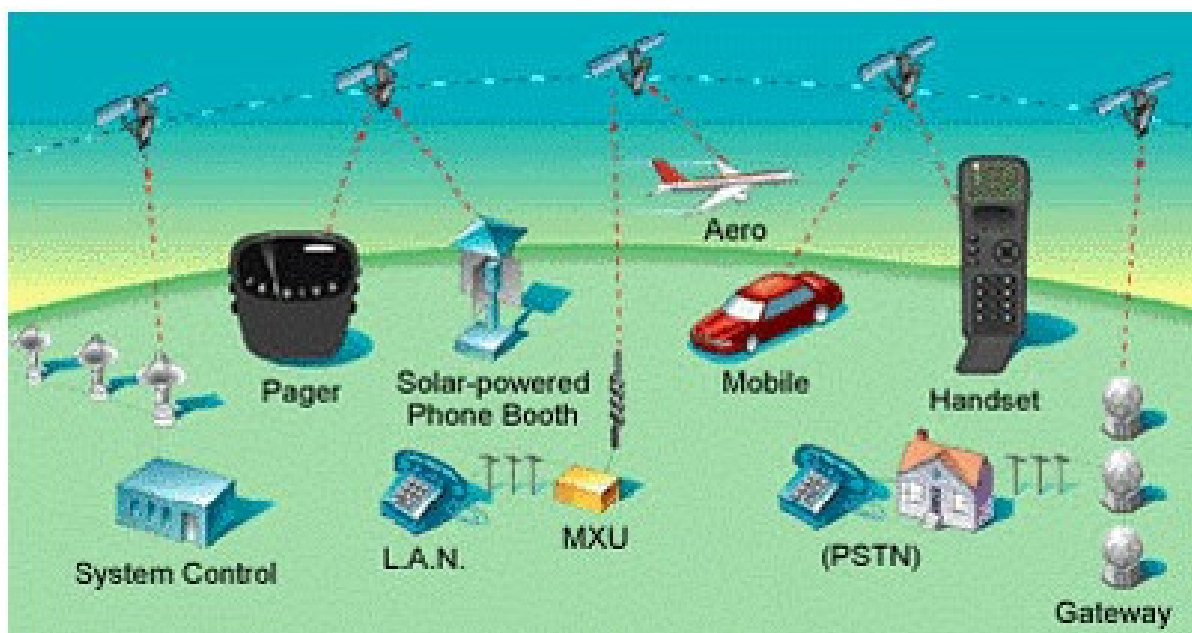 Aero
Pager
Solar-powered
Phone Booth
Mobile
Handset
System Control
L.A.N.
MXU
(PSTN)
Gateway